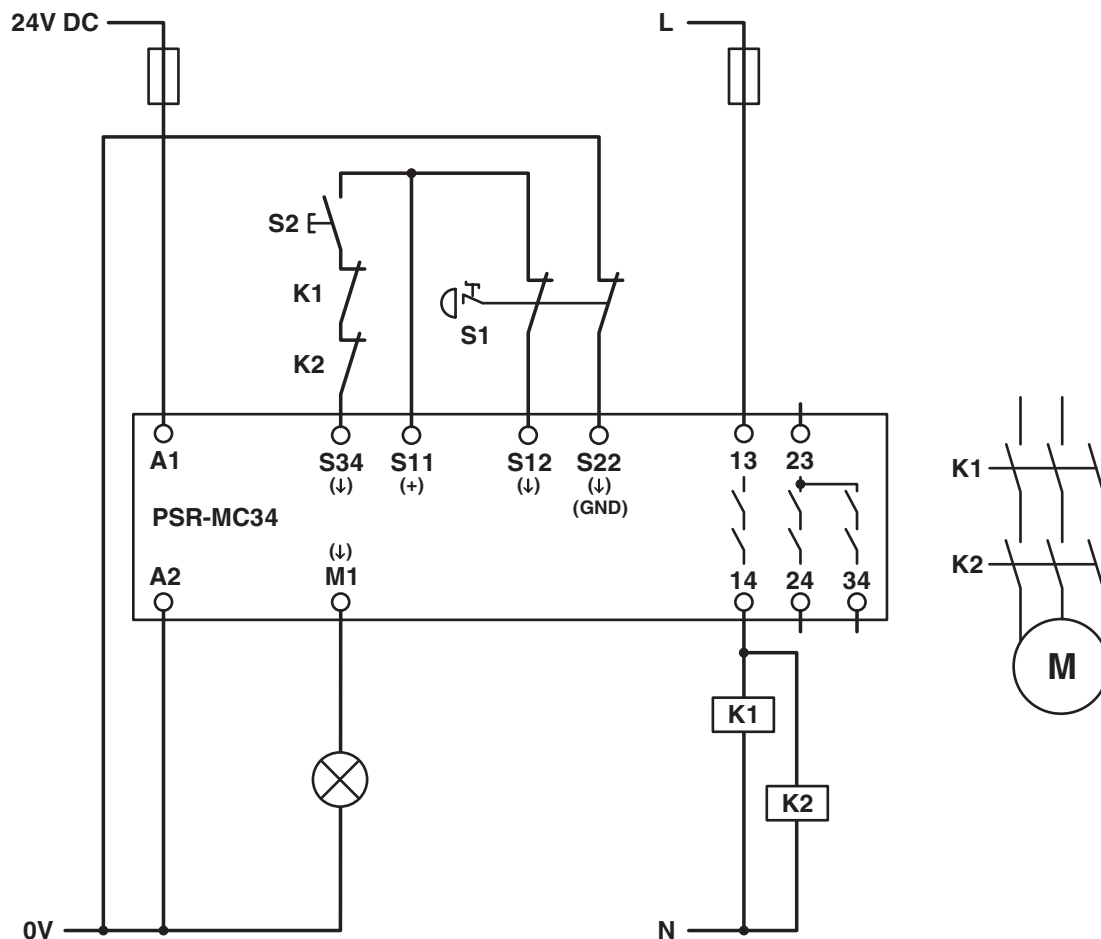 24V DC
L
S2
K1
S1
K2
A1
S34
S11
S12
S22
13
23
(↓)
(+)
(↓)
(↓)
(GND)
PSR-MC34
(↓)
A2
M1
14
24
34
K1
K2
0V
N
K1
K2
M